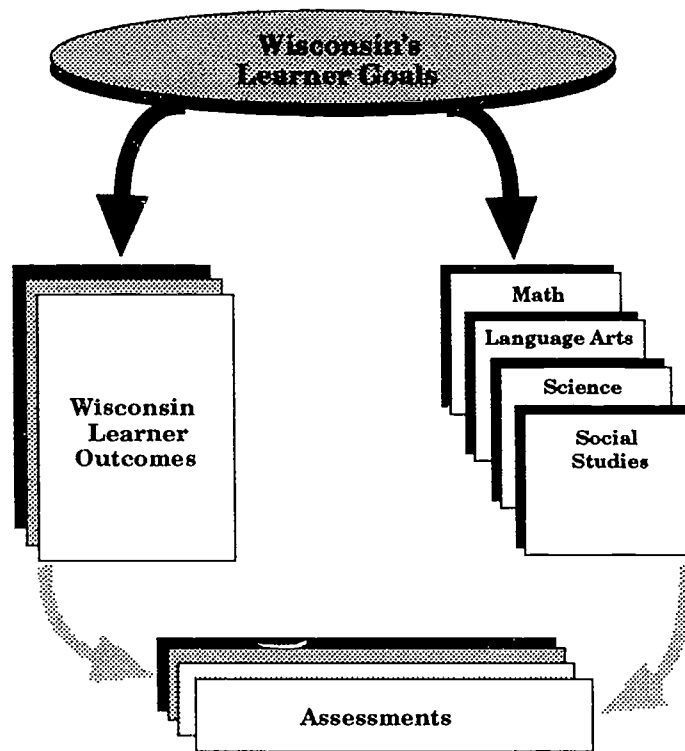 Wisconsin's
Learner Goals
Math
Language Arts
Science
Social
Studies
Wisconsin
Learner
Outcomes
Assessments